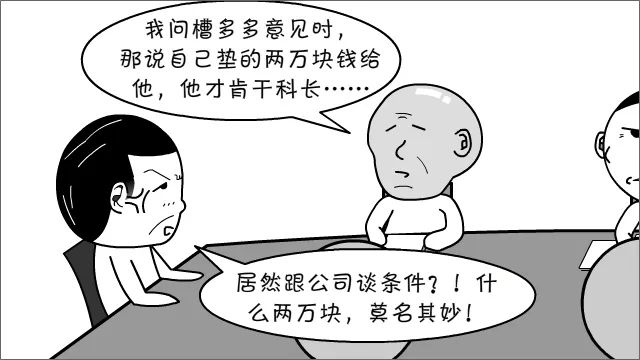 我问槽多多意见时，
那说自己垫的两万块钱给
他，他才肯干科长……
居然跟公司谈条件？！什
么两万块，莫名其妙！